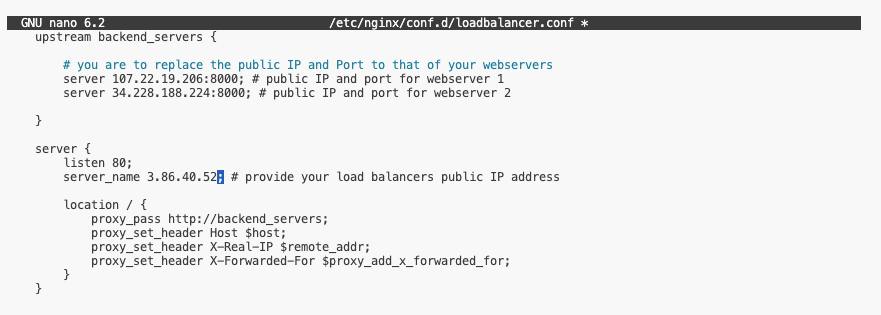 GNU nano 6.2 /etc/nginx/conf.d/loadbalancer.conf *
upstream backend_servers {
# you are to replace the public IP and Port to that of your webservers
server 107.22.19.206:8000; # public IP and port for webserver 1
server 34.228.188.224:8000; # public IP and port for webserver 2
}
server {
listen 80;
server_name 3.86.40.52; # provide your load balancers public IP address
location / {
proxy_pass http://backend_servers;
proxy_set_header Host $host;
proxy_set_header X-Real-IP $remote_addr;
proxy_set_header X-Forwarded-For $proxy_add_x_forwarded_for;
}
}